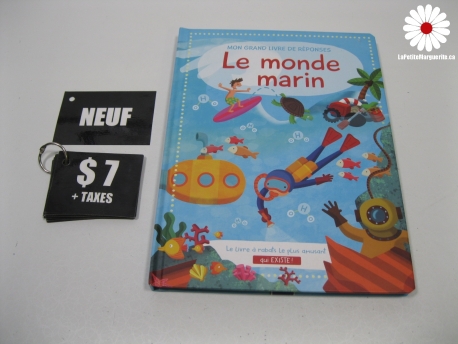 LaPetiteMarguerite.ca
MON GRAND LIVRE DE RÉPONSES
Le monde
marin
NEUF
$7
+ TAXES
Le livre à rabats le plus amusant
qui EXISTE!